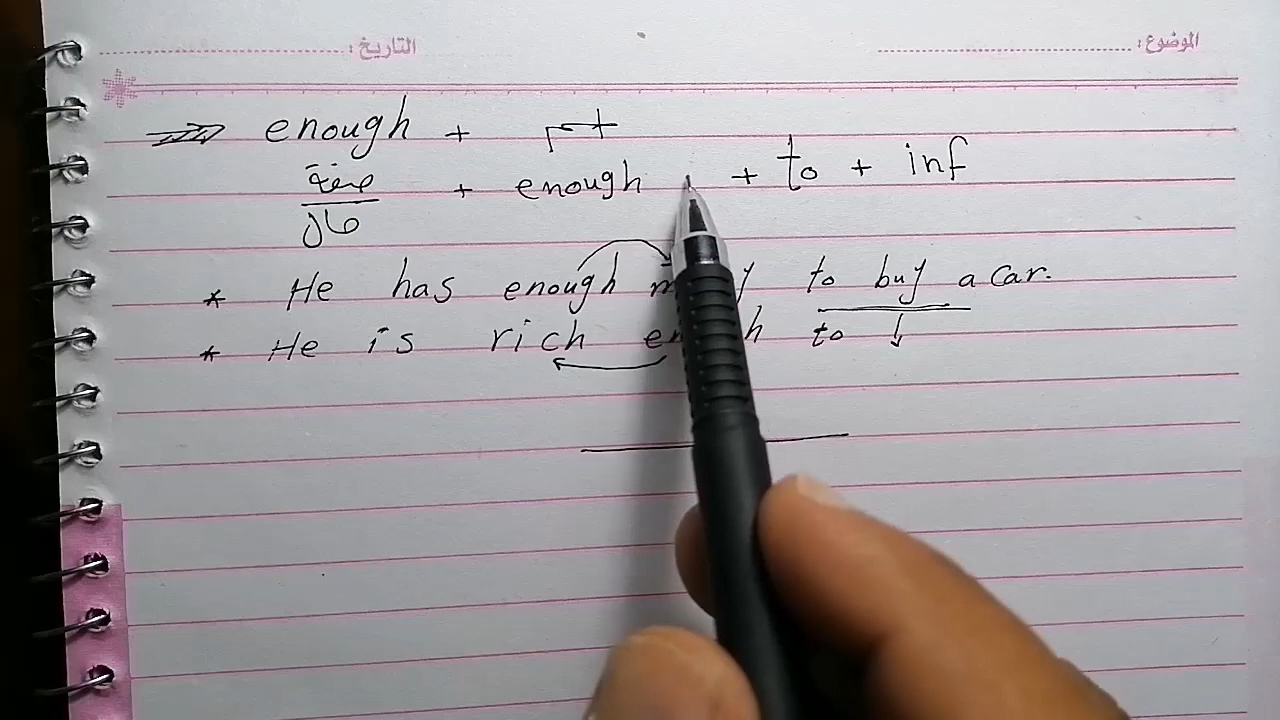 الموضوع: التاريخ:
enough + اسم
صفة + enough + to + inf
حال
* He has enough to buy a car.
* He is rich to